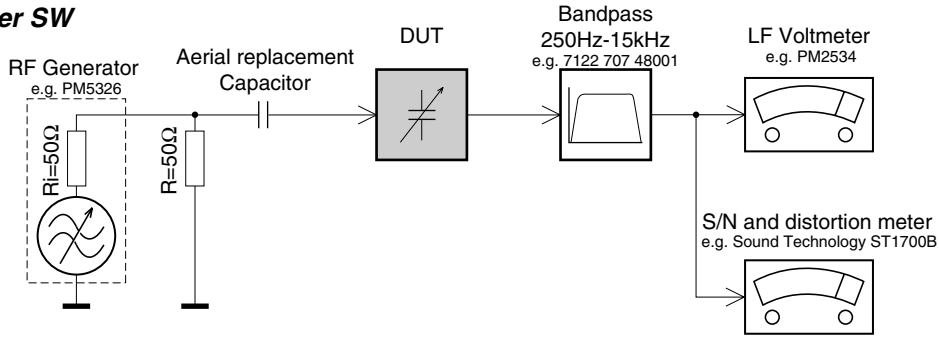 er SW
RF Generator
e.g. PM5326
Ri=50Ω
R=50Ω
Aerial replacement
Capacitor
DUT
Bandpass
250Hz-15kHz
e.g. 7122 707 48001
LF Voltmeter
e.g. PM2534
S/N and distortion meter
e.g. Sound Technology ST1700B